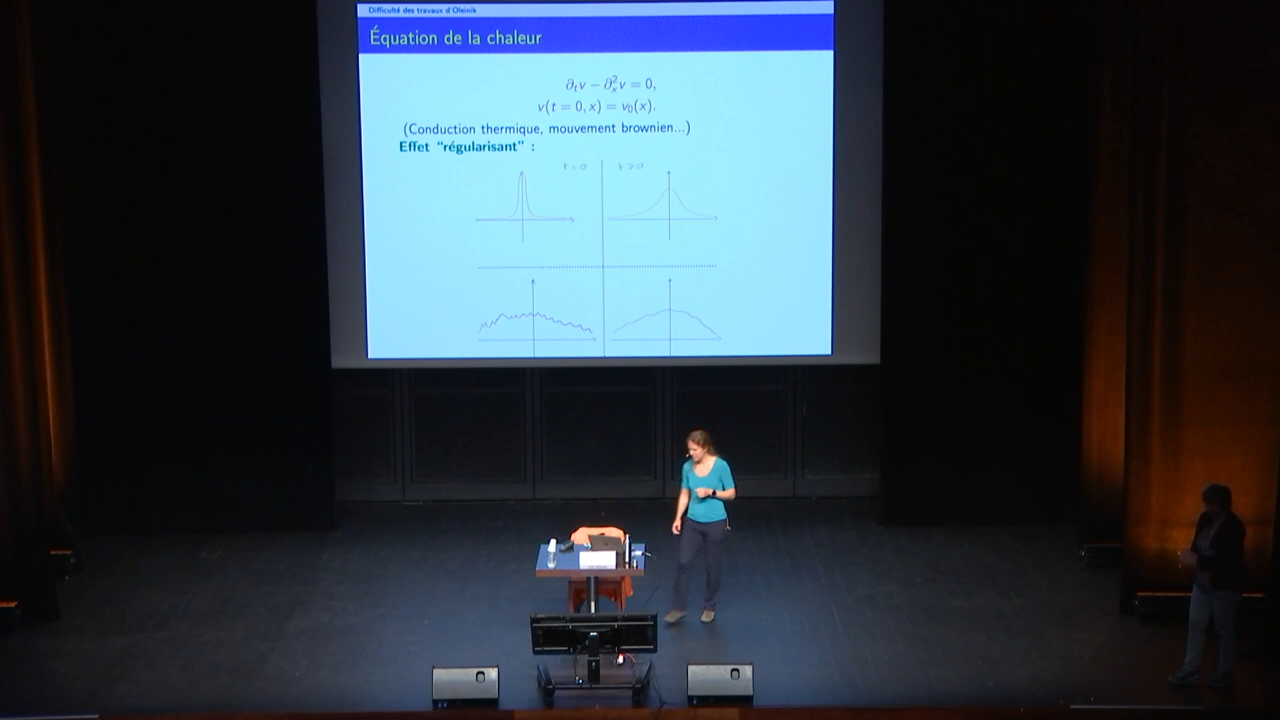 Difficulté des travaux d'Oleinik
Équation de la chaleur
∂ₜv − ∂ₓ²v = 0,
v(t = 0, x) = v₀(x).
(Conduction thermique, mouvement brownien...)
Effet "régularisant" :
t=0 t>0